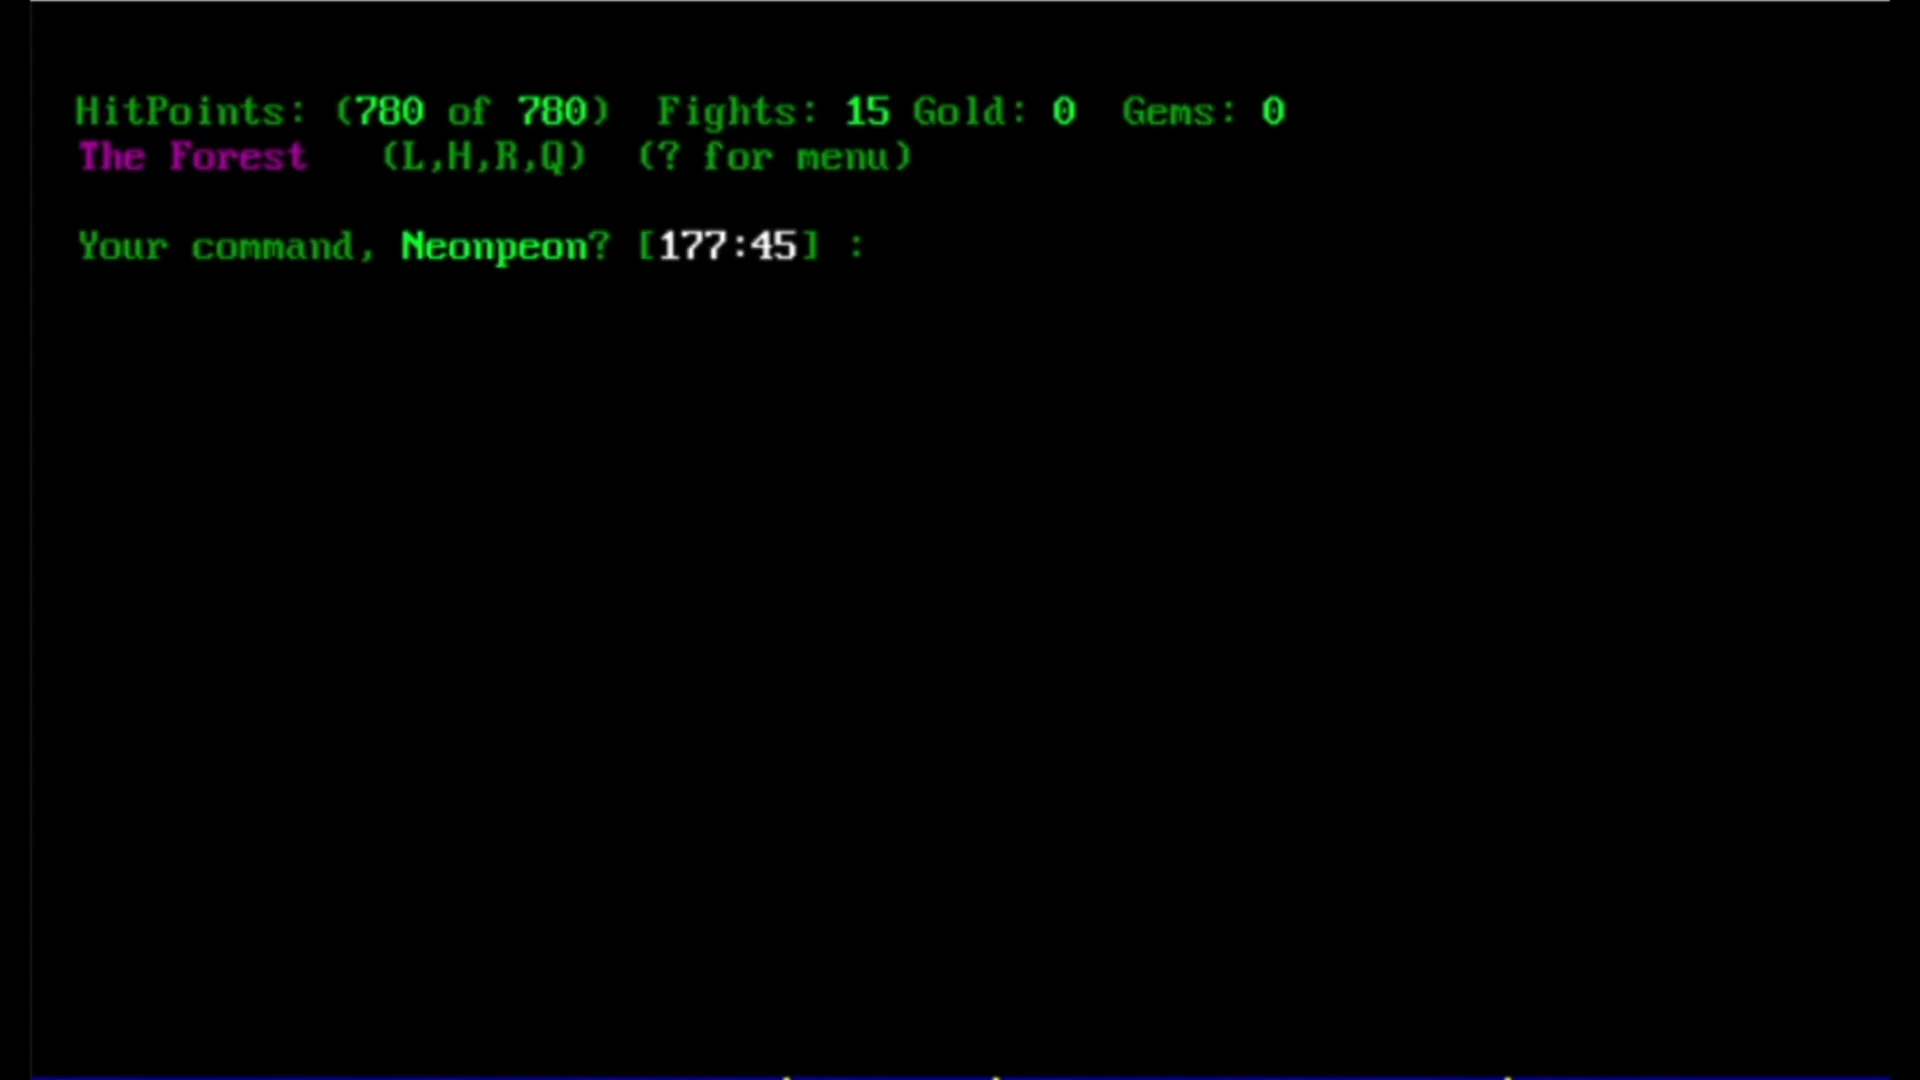 HitPoints: (780 of 780)  Fights: 15 Gold: 0  Gems: 0
The Forest   (L,H,R,Q)  (? for menu)
Your command, Neonpeon? [177:45] :